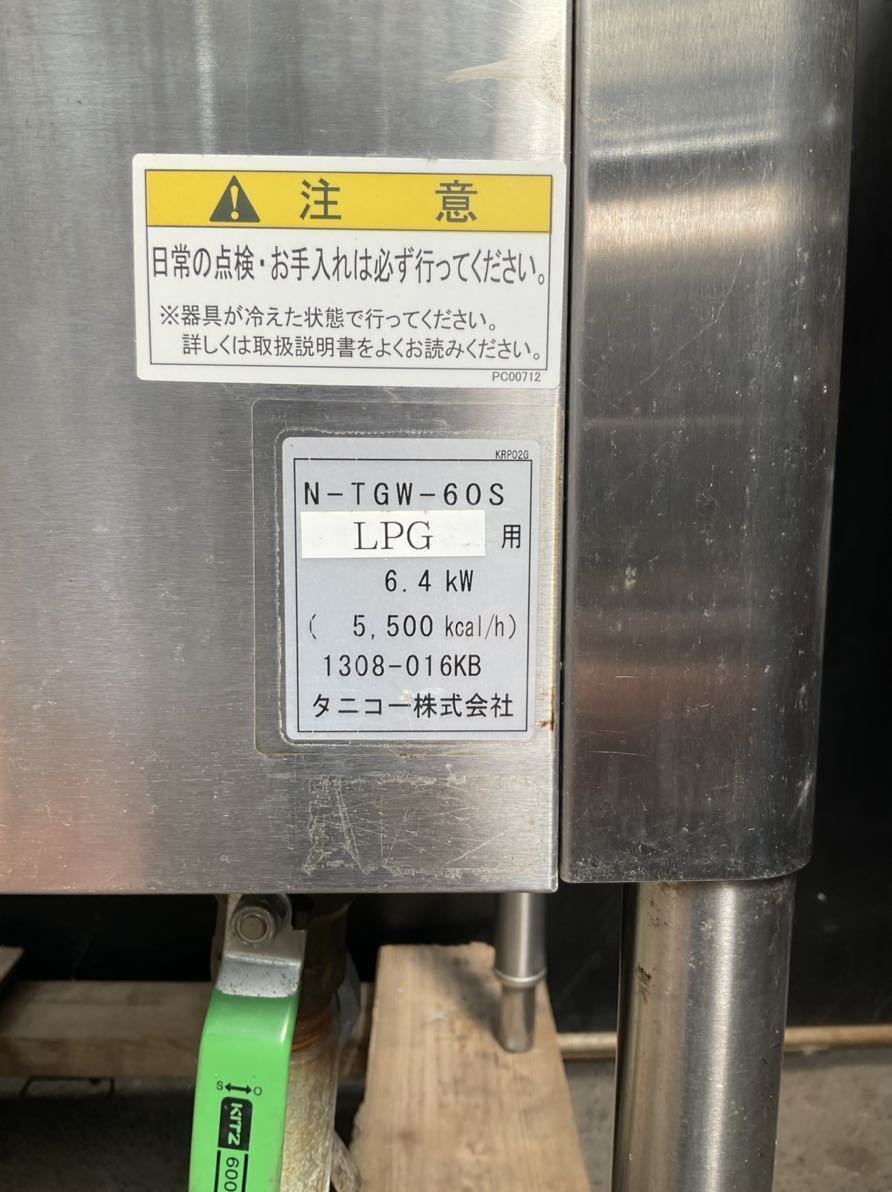 注意
日常の点検・お手入れは必ず行ってください。
※器具が冷えた状態で行ってください。
詳しくは取扱説明書をよくお読みください。
PC00712
KRP02G
N-TGW-60S
LPG 用
6.4 kW
( 5,500 kcal/h)
1308-016KB
タニコー株式会社
S↔O
KITZ
600